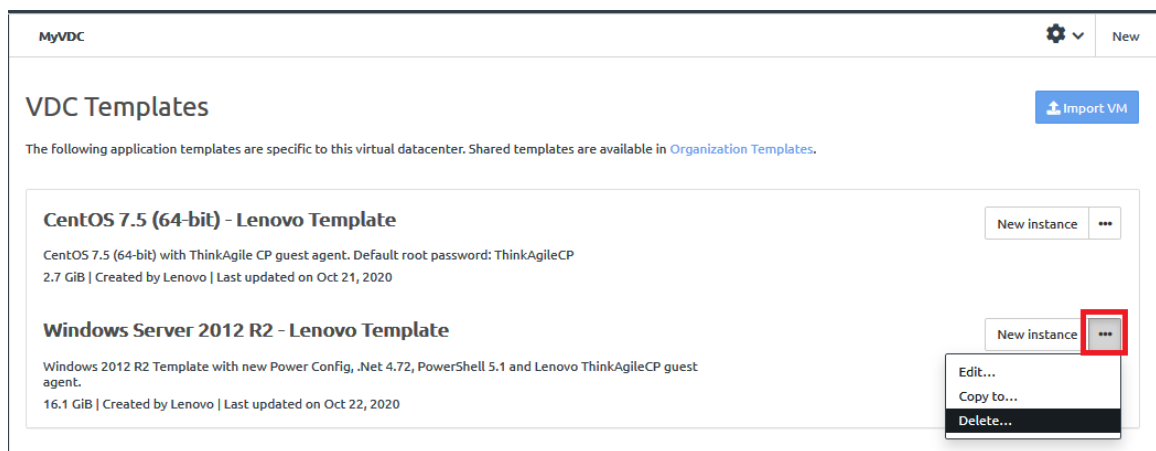 MyVDC
New
VDC Templates
Import VM
The following application templates are specific to this virtual datacenter. Shared templates are available in Organization Templates.
CentOS 7.5 (64-bit) - Lenovo Template
New instance
•••
CentOS 7.5 (64-bit) with ThinkAgile CP guest agent. Default root password: ThinkAgileCP
2.7 GiB | Created by Lenovo | Last updated on Oct 21, 2020
Windows Server 2012 R2 - Lenovo Template
New instance
•••
Windows 2012 R2 Template with new Power Config, .Net 4.72, PowerShell 5.1 and Lenovo ThinkAgileCP guest
agent.
16.1 GiB | Created by Lenovo | Last updated on Oct 22, 2020
Edit...
Copy to...
Delete...